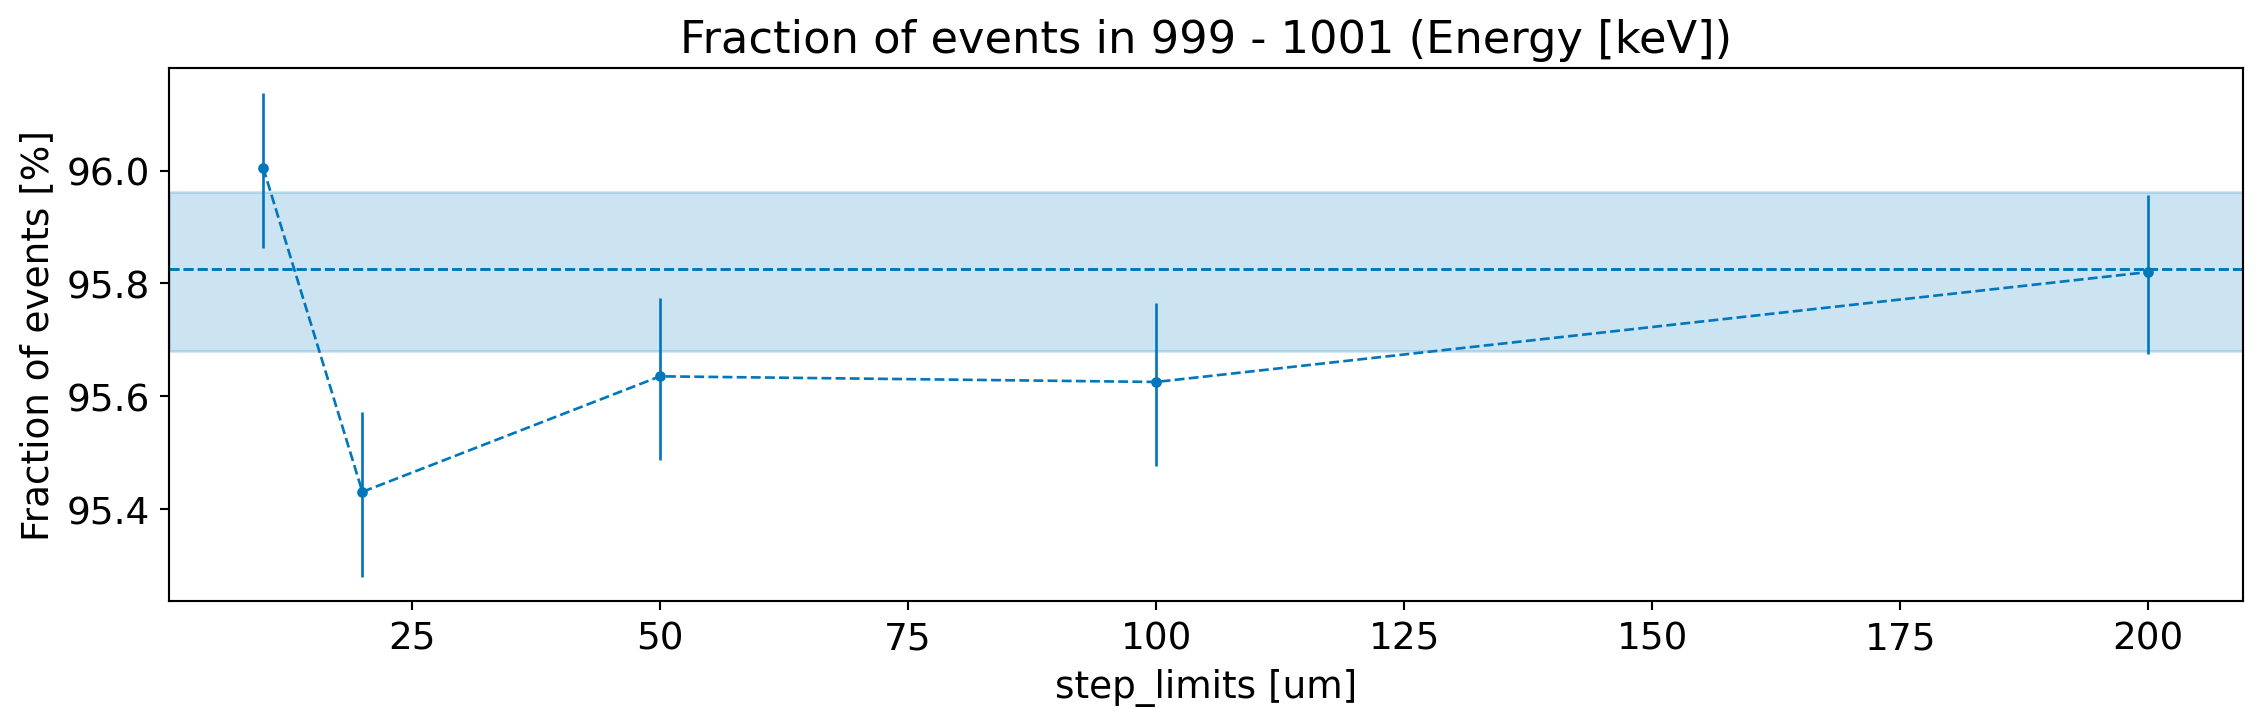 Fraction of events in 999 - 1001 (Energy [keV])
Fraction of events [%]
96.0
95.8
95.6
95.4
25 50 75 100 125 150 175 200
step_limits [um]